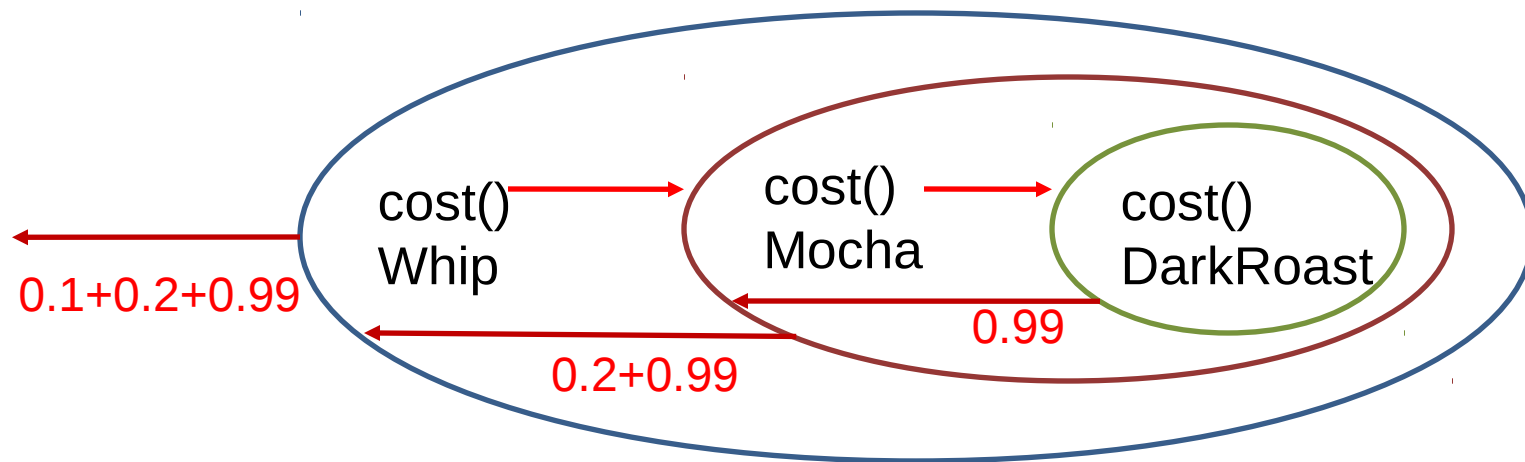 cost()
Whip
cost()
Mocha
cost()
DarkRoast
0.1+0.2+0.99
0.2+0.99
0.99